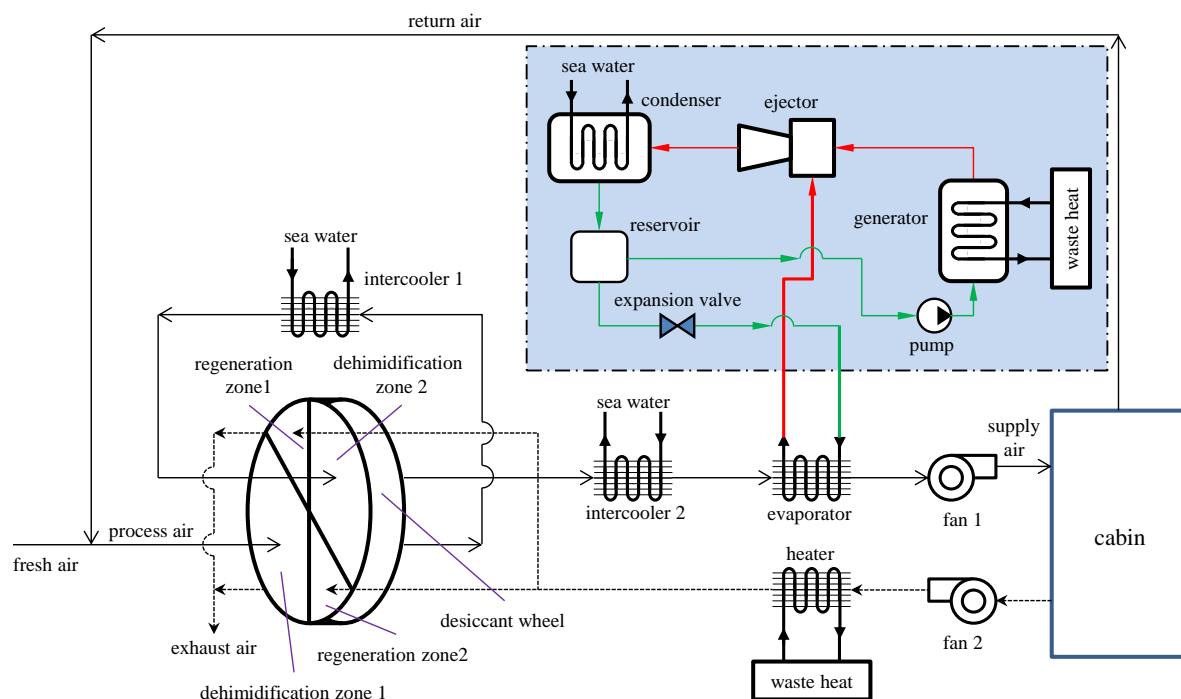 return air
sea water
condenser
ejector
generator
waste heat
reservoir
sea water
intercooler 1
expansion valve
pump
regeneration
zone1
dehimidification
zone 2
sea water
supply
air
process air
fresh air
intercooler 2
evaporator
fan 1
cabin
heater
desiccant wheel
fan 2
exhaust air
regeneration zone2
waste heat
dehimidification zone 1